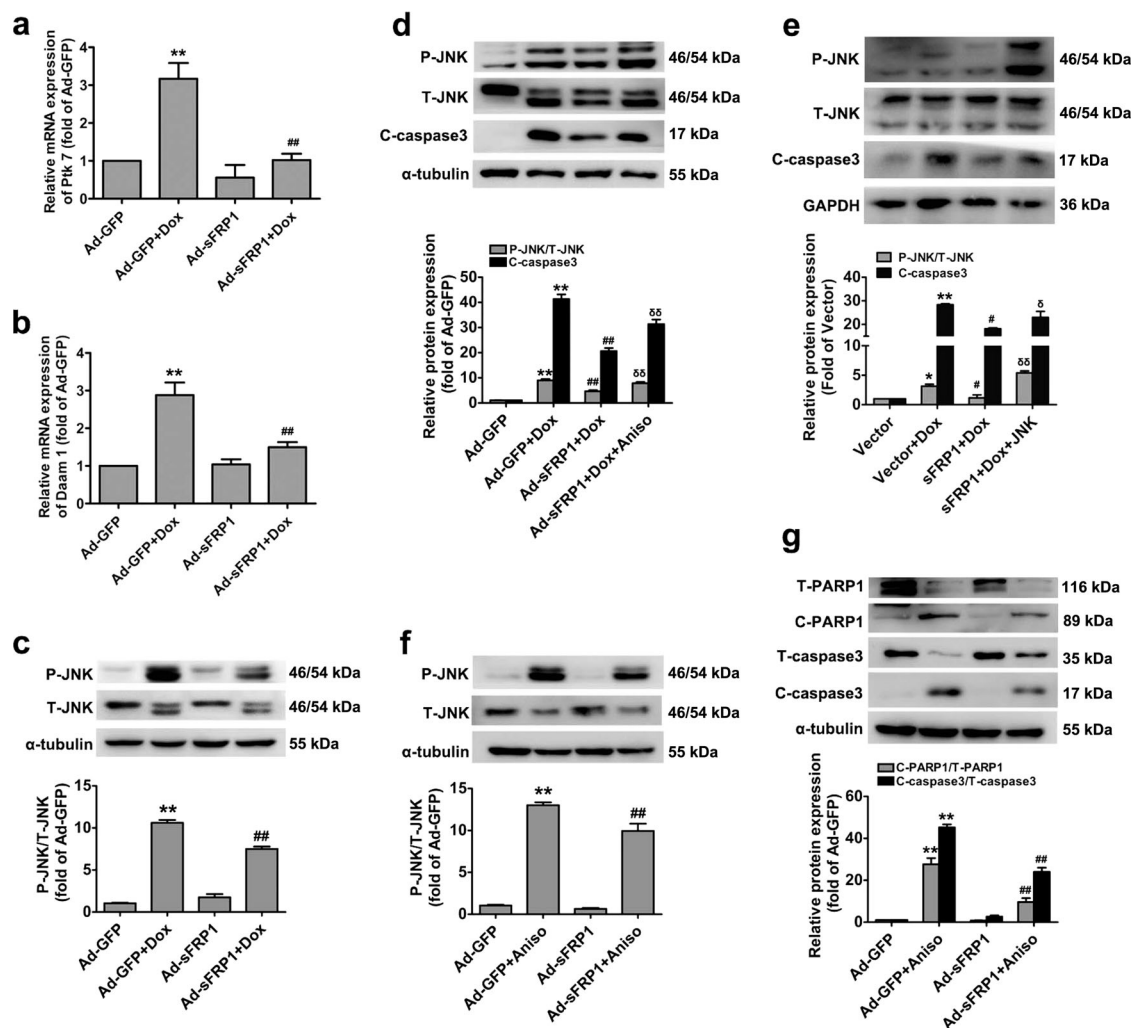 a
Relative mRNA expression
of Ptk 7 (fold of Ad-GFP)
4
3
2
1
0
**
##
Ad-GFP
Ad-GFP+Dox
Ad-sFRP1
Ad-sFRP1+Dox
b
Relative mRNA expression
of Daam 1 (fold of Ad-GFP)
4
3
2
1
0
**
##
Ad-GFP
Ad-GFP+Dox
Ad-sFRP1
Ad-sFRP1+Dox
c
P-JNK 46/54 kDa
T-JNK 46/54 kDa
α-tubulin 55 kDa
P-JNK/T-JNK
(fold of Ad-GFP)
15
10
5
0
**
##
Ad-GFP
Ad-GFP+Dox
Ad-sFRP1
Ad-sFRP1+Dox
d
P-JNK 46/54 kDa
T-JNK 46/54 kDa
C-caspase3 17 kDa
α-tubulin 55 kDa
P-JNK/T-JNK
C-caspase3
Relative protein expression
(fold of Ad-GFP)
50
40
30
20
10
0
** **
## ##
δδ δδ
Ad-GFP
Ad-GFP+Dox
Ad-sFRP1+Dox
Ad-sFRP1+Dox+Aniso
e
P-JNK 46/54 kDa
T-JNK 46/54 kDa
C-caspase3 17 kDa
GAPDH 36 kDa
P-JNK/T-JNK
C-caspase3
Relative protein expression
(Fold of Vector)
40
30
20
10
5
0
* **
# #
δδ δ
Vector
Vector+Dox
sFRP1+Dox
sFRP1+Dox+JNK
f
P-JNK 46/54 kDa
T-JNK 46/54 kDa
α-tubulin 55 kDa
P-JNK/T-JNK
(fold of Ad-GFP)
15
10
5
0
**
##
Ad-GFP
Ad-GFP+Aniso
Ad-sFRP1
Ad-sFRP1+Aniso
g
T-PARP1 116 kDa
C-PARP1 89 kDa
T-caspase3 35 kDa
C-caspase3 17 kDa
α-tubulin 55 kDa
C-PARP1/T-PARP1
C-caspase3/T-caspase3
Relative protein expression
(fold of Ad-GFP)
60
40
20
0
** **
## ##
Ad-GFP
Ad-GFP+Aniso
Ad-sFRP1
Ad-sFRP1+Aniso